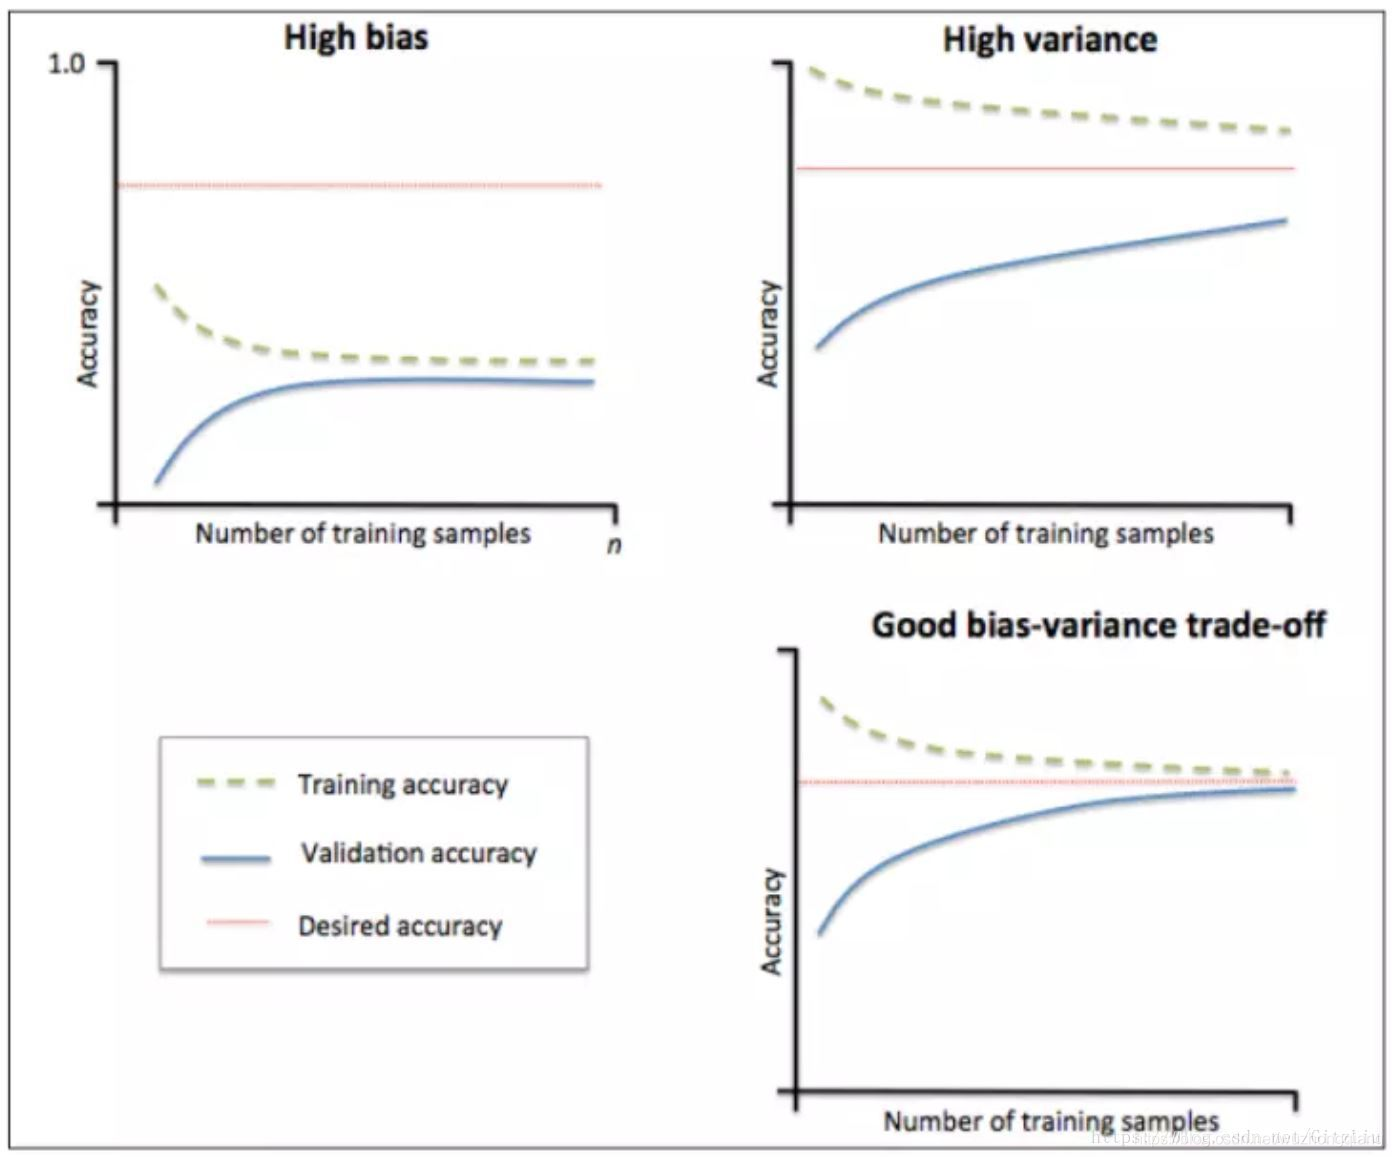 High bias
1.0
Accuracy
Number of training samples
n
High variance
Accuracy
Number of training samples
Good bias-variance trade-off
Accuracy
Number of training samples
Training accuracy
Validation accuracy
Desired accuracy